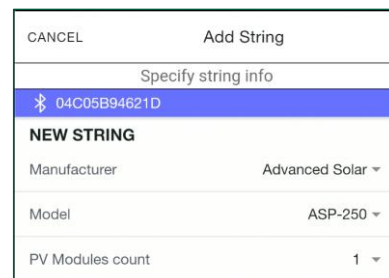 CANCEL Add String
Specify string info
04C05B94621D
NEW STRING
Manufacturer Advanced Solar
Model ASP-250
PV Modules count 1